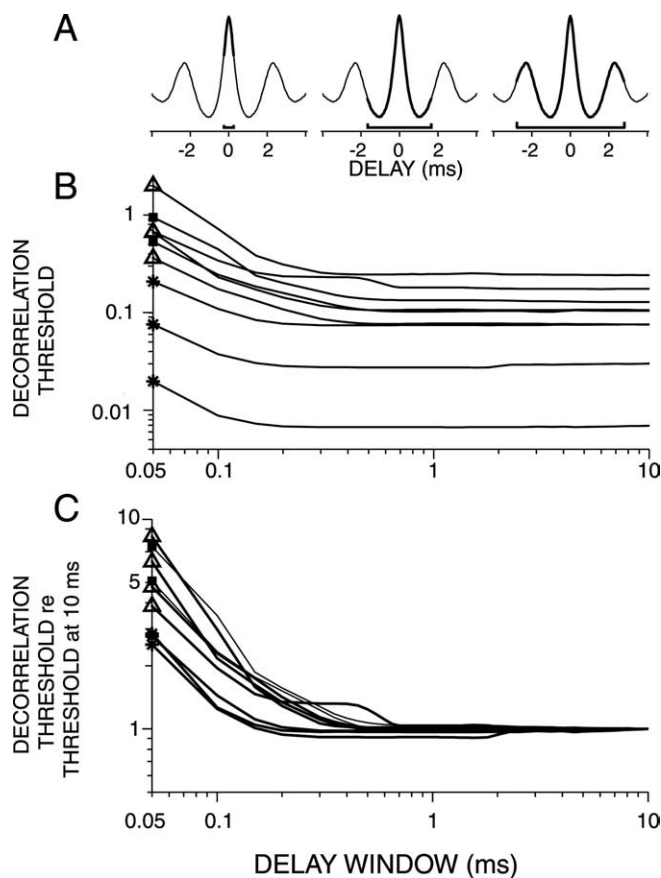 A
-2 0 2 -2 0 2 -2 0 2
DELAY (ms)
B
DECORRELATION
THRESHOLD
1
0.1
0.01
0.05 0.1 1 10
C
DECORRELATION
THRESHOLD re
THRESHOLD at 10 ms
10
5
1
0.05 0.1 1 10
DELAY WINDOW (ms)